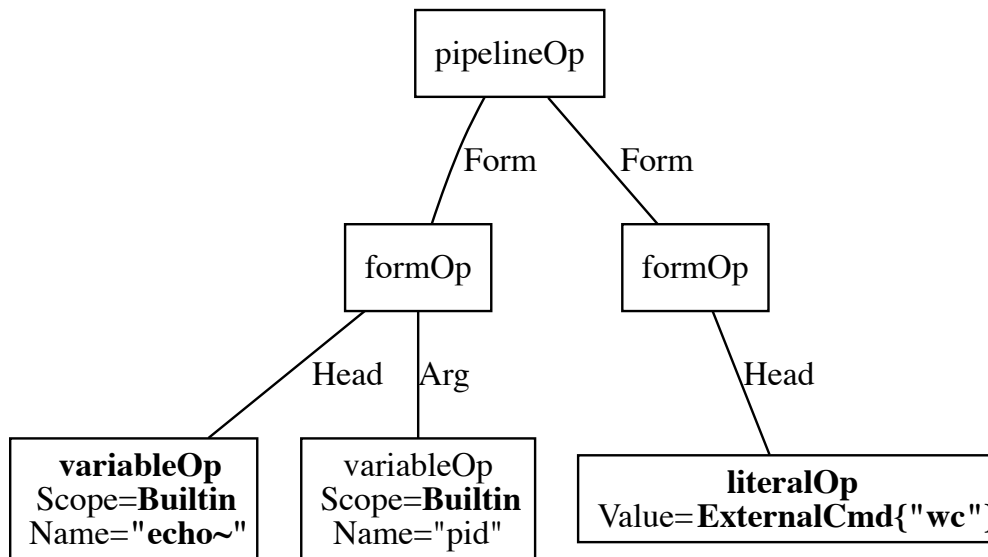 pipelineOp
Form
Form
formOp
formOp
Head
Arg
Head
variableOp
Scope=Builtin
Name="echo~"
variableOp
Scope=Builtin
Name="pid"
literalOp
Value=ExternalCmd{"wc"}